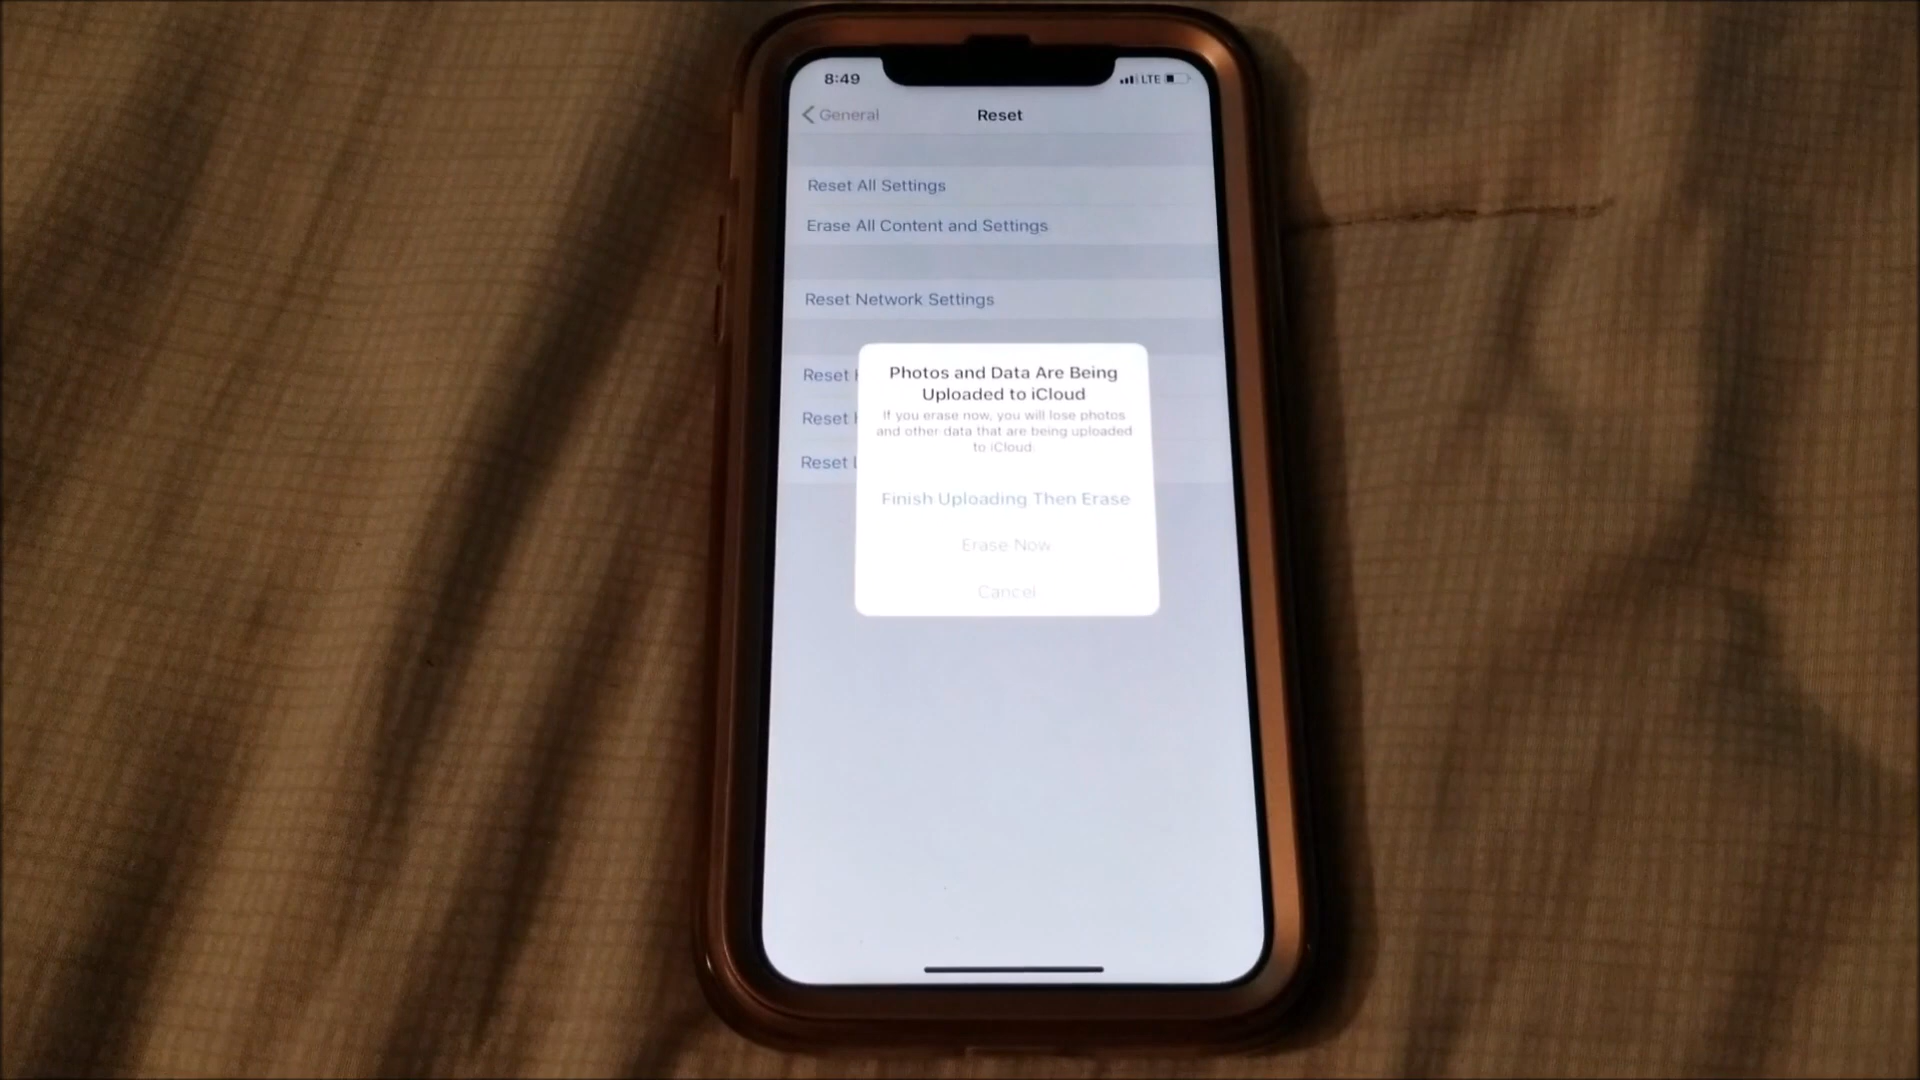 8:49
LTE
General
Reset
Reset All Settings
Erase All Content and Settings
Reset Network Settings
Reset
Reset
Reset
Photos and Data Are Being
Uploaded to iCloud
If you erase now, you will lose photos
and other data that are being uploaded
to iCloud.
Finish Uploading Then Erase
Erase Now
Cancel